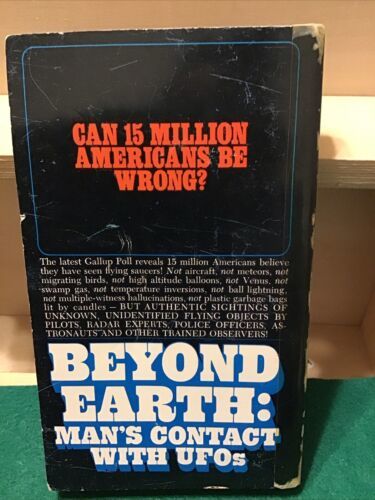 CAN 15 MILLION
AMERICANS BE
WRONG?
The latest Gallup Poll reveals 15 million Americans believe
they have seen flying saucers! Not aircraft, not meteors, not
migrating birds, not high altitude balloons, not Venus, not
swamp gas, not temperature inversions, not ball lightning,
not multiple-witness hallucinations, not plastic garbage bags
lit by candles – BUT AUTHENTIC SIGHTINGS OF
UNKNOWN, UNIDENTIFIED FLYING OBJECTS BY
PILOTS, RADAR EXPERTS, POLICE OFFICERS, AS-
TRONAUTS AND OTHER TRAINED OBSERVERS!
BEYOND
EARTH:
MAN'S CONTACT
WITH UFOs